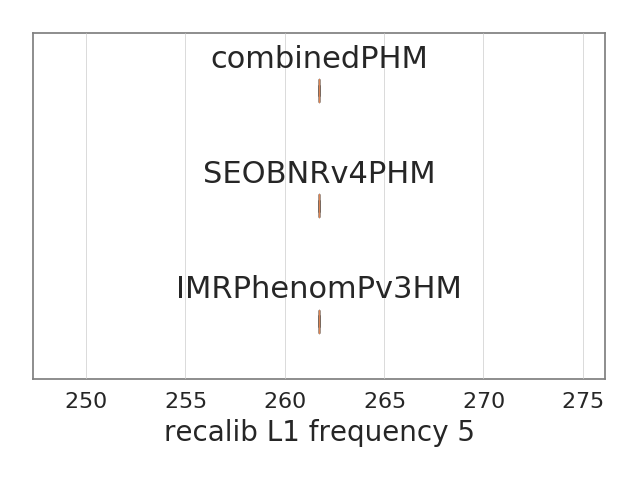 combinedPHM
SEOBNRv4PHM
IMRPhenomPv3HM
250 255 260 265 270 275
recalib L1 frequency 5